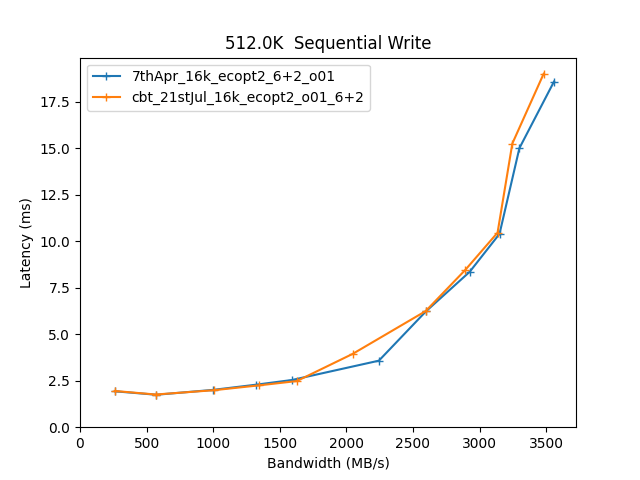 512.0K  Sequential Write
7thApr_16k_ecopt2_6+2_o01
cbt_21stJul_16k_ecopt2_o01_6+2
17.5
15.0
12.5
10.0
7.5
5.0
2.5
0.0
Latency (ms)
0 500 1000 1500 2000 2500 3000 3500
Bandwidth (MB/s)